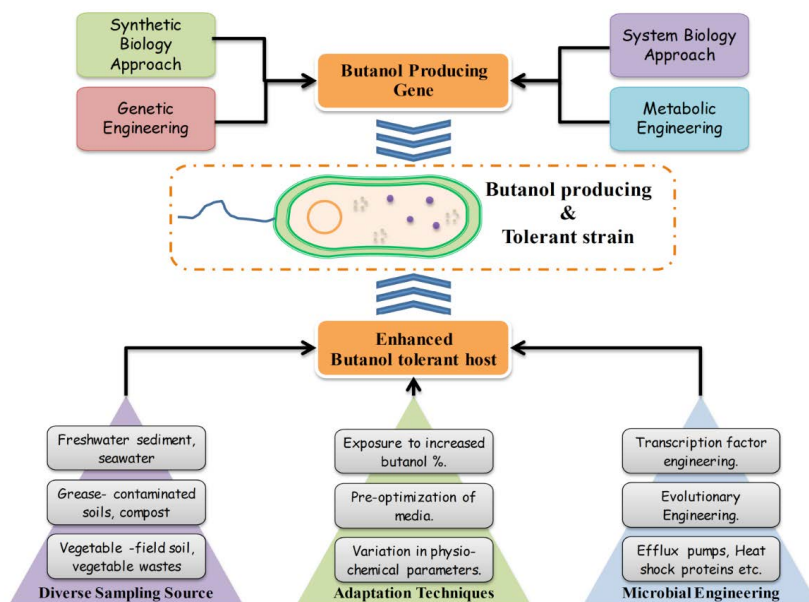 Synthetic
Biology
Approach
System Biology
Approach
Butanol Producing
Gene
Genetic
Engineering
Metabolic
Engineering
Butanol producing
&
Tolerant strain
Enhanced
Butanol tolerant host
Freshwater sediment,
seawater
Grease- contaminated
soils, compost
Vegetable -field soil,
vegetable wastes
Diverse Sampling Source
Exposure to increased
butanol %.
Pre-optimization of
media.
Variation in physio-
chemical parameters.
Adaptation Techniques
Transcription factor
engineering.
Evolutionary
Engineering.
Efflux pumps, Heat
shock proteins etc.
Microbial Engineering